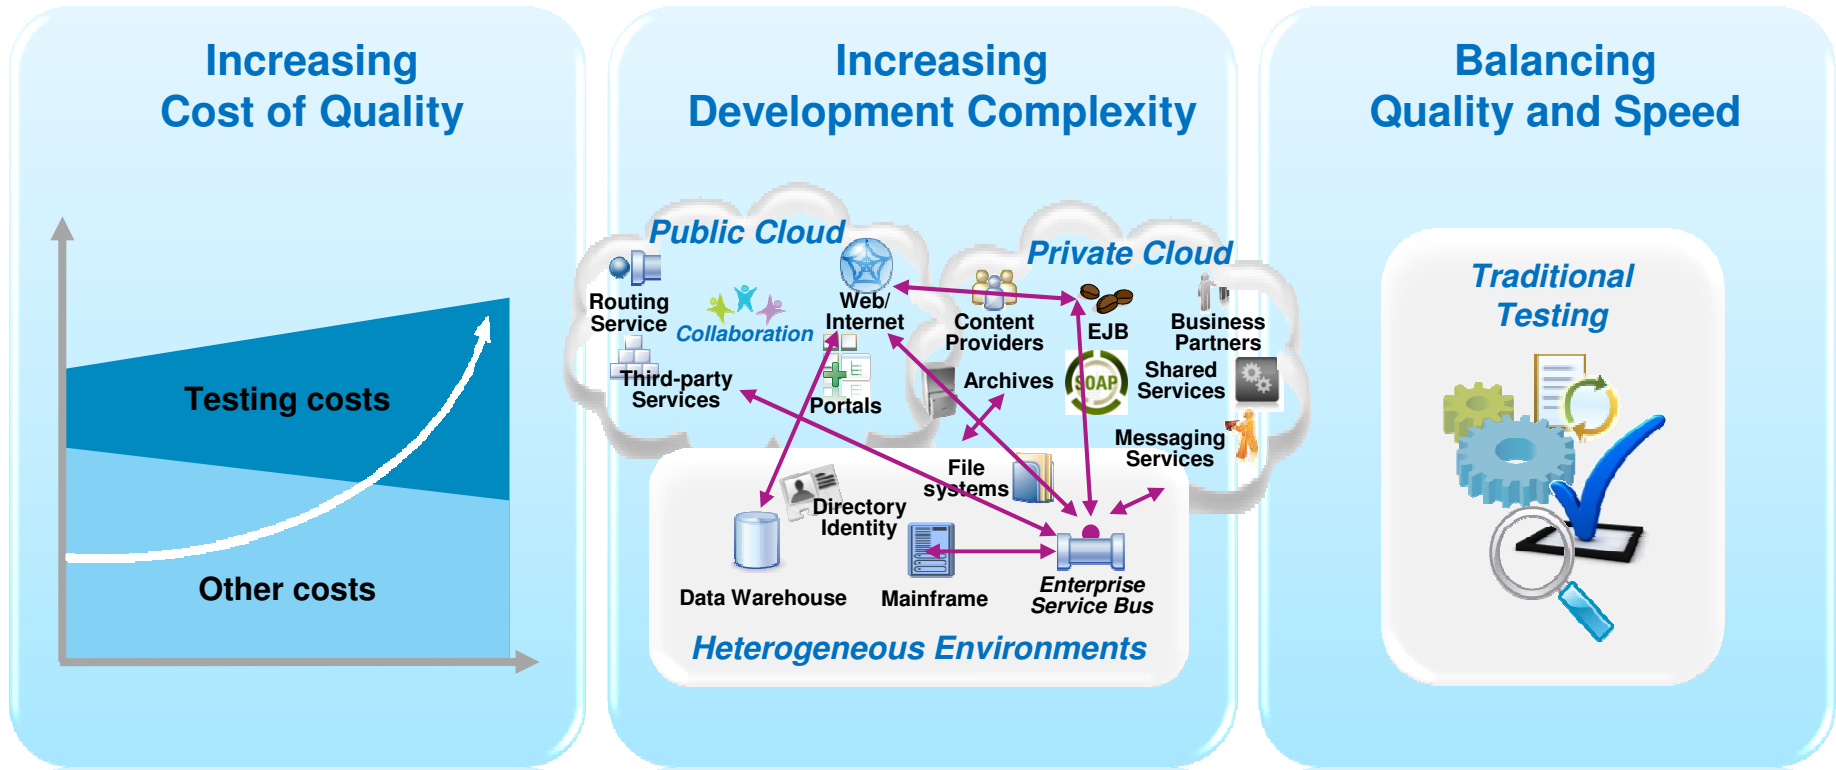 Increasing
Cost of Quality
Testing costs
Other costs
Increasing
Development Complexity
Public Cloud
Private Cloud
Routing
Service
Collaboration
Web/
Internet
Content
Providers
EJB
Business
Partners
Third-party
Services
Portals
Archives
SOAP
Shared
Services
Messaging
Services
File
systems
Directory
Identity
Data Warehouse
Mainframe
Enterprise
Service Bus
Heterogeneous Environments
Balancing
Quality and Speed
Traditional
Testing